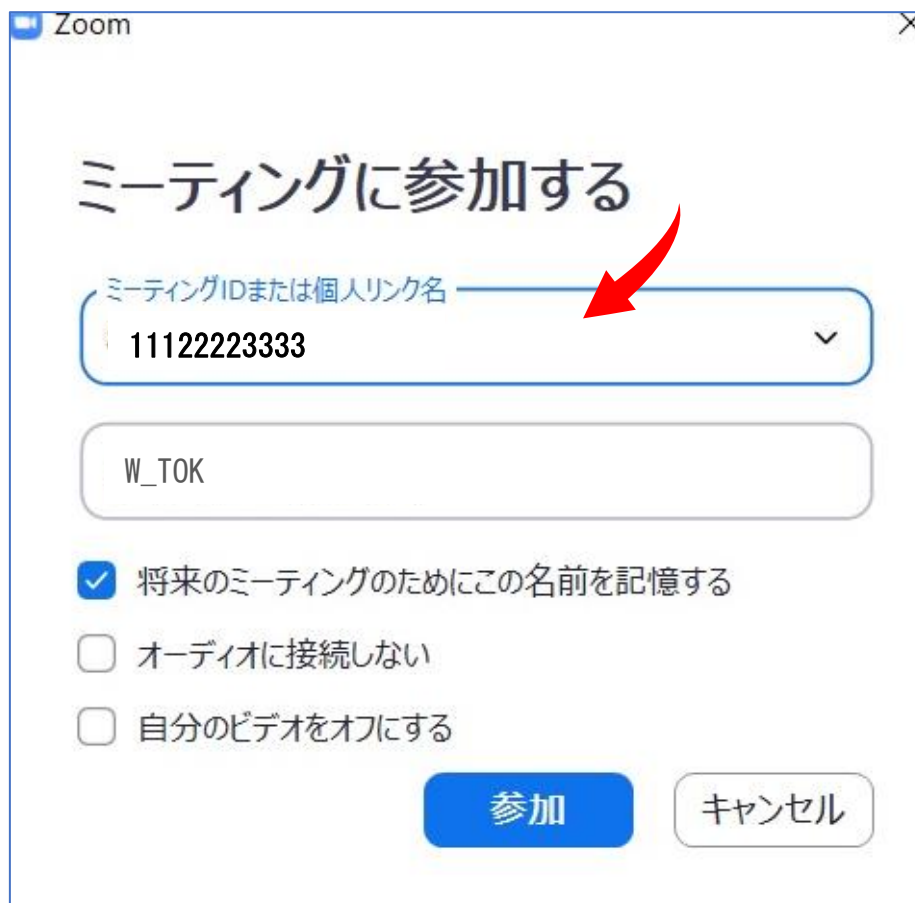 Zoom
ミーティングに参加する
ミーティングIDまたは個人リンク名
11122223333
W_TOK
将来のミーティングのためにこの名前を記憶する
オーディオに接続しない
自分のビデオをオフにする
参加 キャンセル